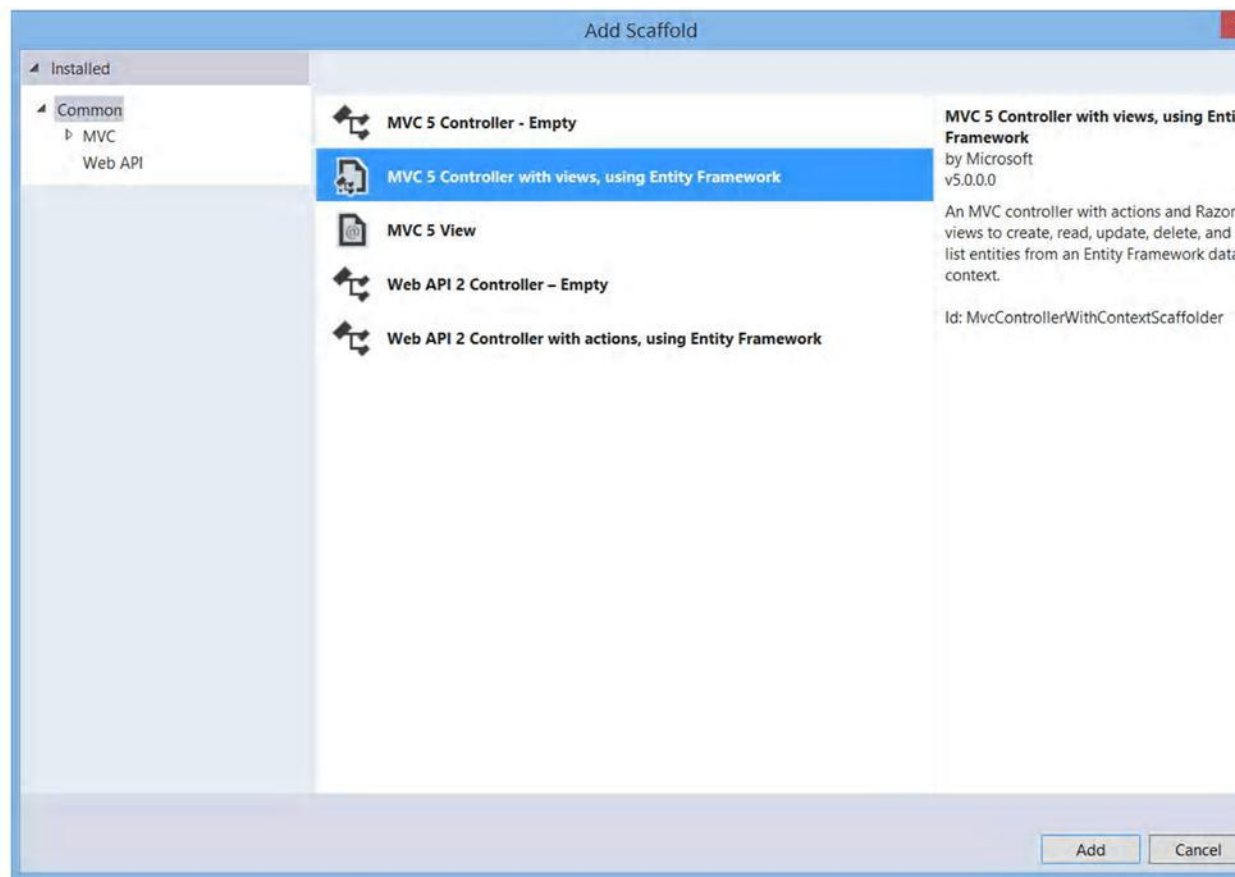 Add Scaffold
Installed
Common
MVC
Web API
MVC 5 Controller - Empty
MVC 5 Controller with views, using Entity Framework
MVC 5 View
Web API 2 Controller – Empty
Web API 2 Controller with actions, using Entity Framework
MVC 5 Controller with views, using Enti
Framework
by Microsoft
v5.0.0.0
An MVC controller with actions and Razor
views to create, read, update, delete, and
list entities from an Entity Framework data
context.
Id: MvcControllerWithContextScaffolder
Add
Cancel